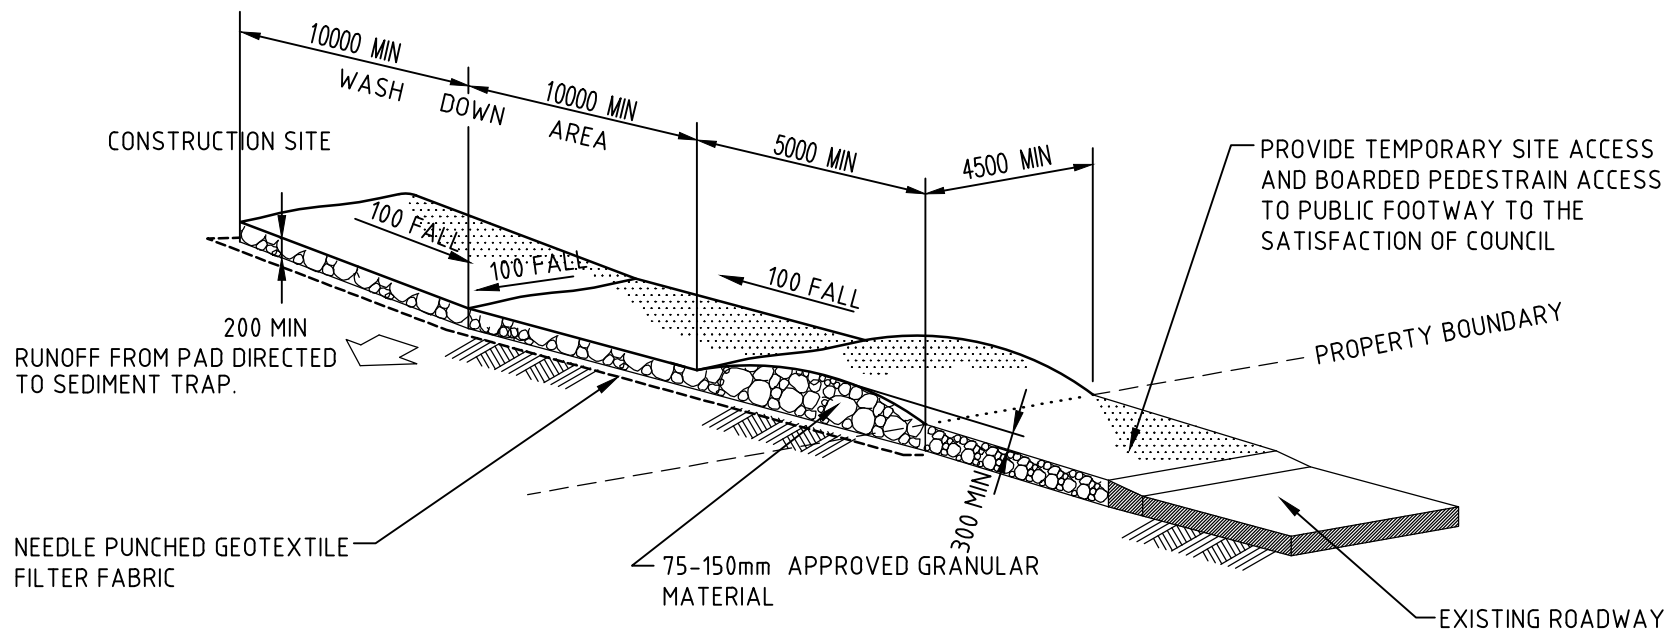 10000 MIN
WASH DOWN AREA
10000 MIN
5000 MIN
4500 MIN
CONSTRUCTION SITE
PROVIDE TEMPORARY SITE ACCESS
AND BOARDED PEDESTRAIN ACCESS
TO PUBLIC FOOTWAY TO THE
SATISFACTION OF COUNCIL
100 FALL
100 FALL
100 FALL
200 MIN
RUNOFF FROM PAD DIRECTED
TO SEDIMENT TRAP.
PROPERTY BOUNDARY
300 MIN
NEEDLE PUNCHED GEOTEXTILE
FILTER FABRIC
75-150mm APPROVED GRANULAR
MATERIAL
EXISTING ROADWAY